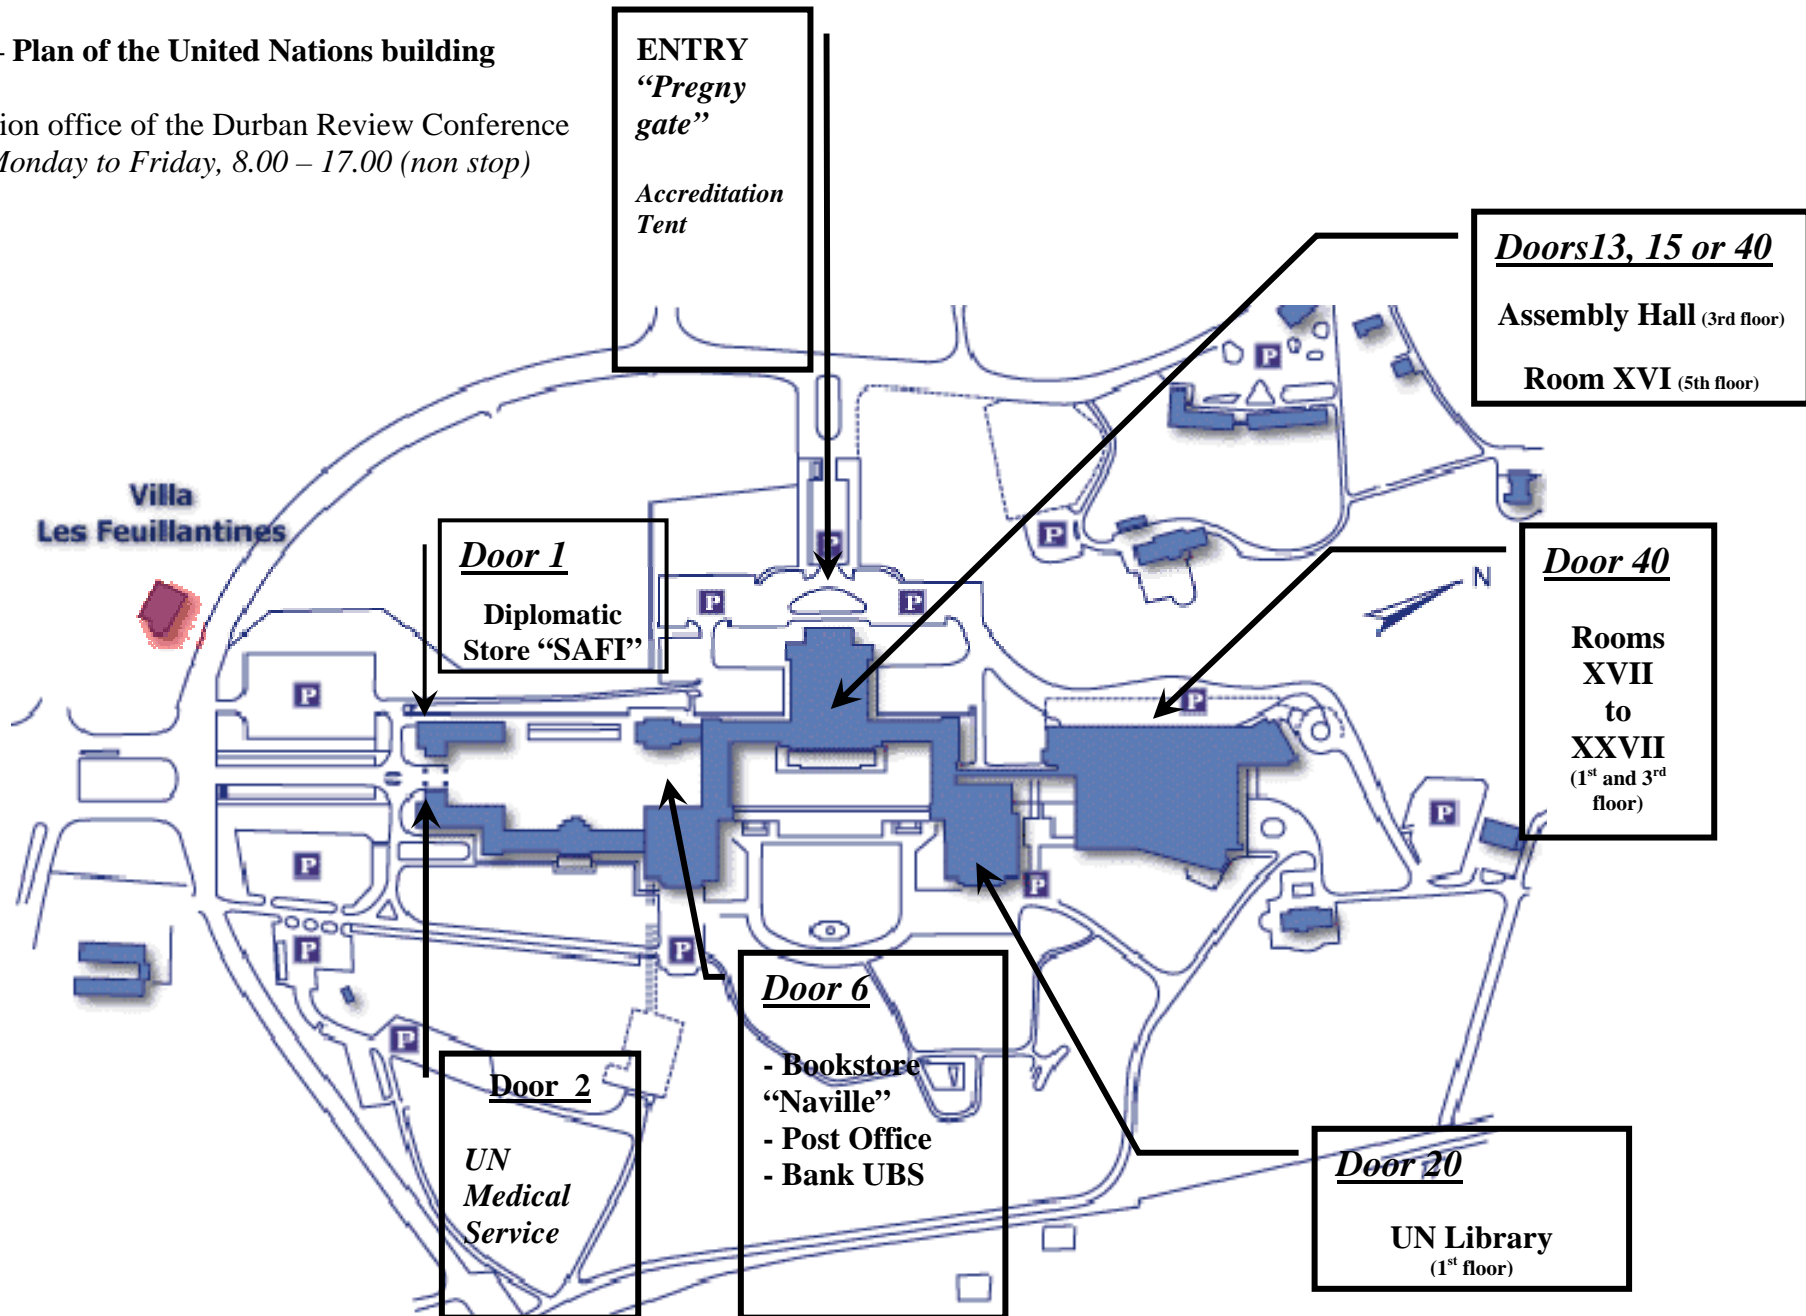 - Plan of the United Nations building
ion office of the Durban Review Conference
Monday to Friday, 8.00 – 17.00 (non stop)
ENTRY
“Pregny
gate”
Accreditation
Tent
Doors13, 15 or 40
Assembly Hall (3rd floor)
Room XVI (5th floor)
Villa
Les Feuillantines
Door 1
Diplomatic
Store “SAFI”
Door 40
Rooms
XVII
to
XXVII
(1st and 3rd
floor)
N
P
P
P
P
P
P
P
P
P
P
P
P
P
P
Door 2
UN
Medical
Service
Door 6
- Bookstore
“Naville”
- Post Office
- Bank UBS
Door 20
UN Library
(1st floor)